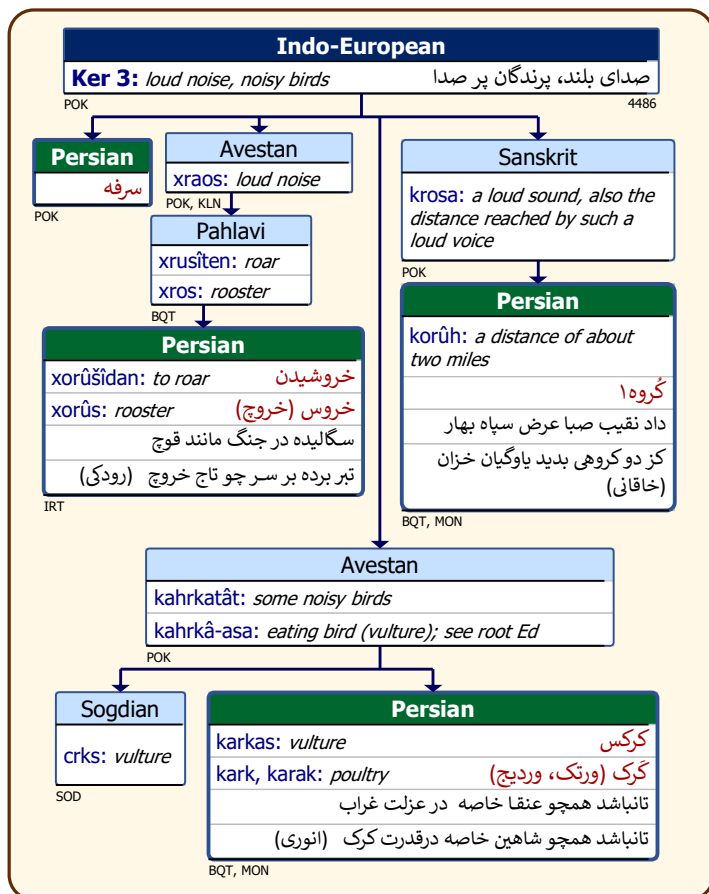 Indo-European
Ker 3: loud noise, noisy birds صدای بلند، پرندگان پر صدا
POK 4486
Persian
سرفه
POK
Avestan
xraos: loud noise
POK, KLN
Pahlavi
xrusîten: roar
xros: rooster
BQT
Persian
xorûšîdan: to roar خروشیدن
xorûs: rooster خروس (خروچ)
سگالیده در جنگ مانند قوچ
تبر برده بر سر چو تاج خروچ (رودکی)
IRT
Sanskrit
krosa: a loud sound, also the
distance reached by such a
loud voice
POK
Persian
korûh: a distance of about
two miles
کُروه۱
داد نقیب صبا عرض سپاه بهار
کز دو کروهی بدید یاوگیان خزان
(خاقانی)
BQT, MON
Avestan
kahrkatât: some noisy birds
kahrkâ-asa: eating bird (vulture); see root Ed
POK
Sogdian
crks: vulture
SOD
Persian
karkas: vulture کرکس
kark, karak: poultry کَرک (ورتک، وردیج)
تانباشد همچو عنقا خاصه در عزلت غراب
تانباشد همچو شاهین خاصه درقدرت کرک (انوری)
BQT, MON